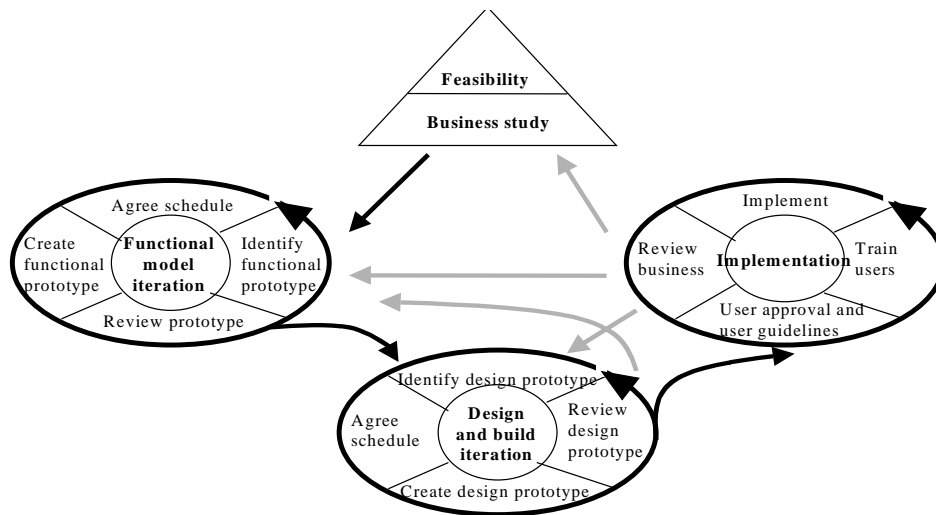 Feasibility
Business study
Agree schedule
Create
functional
prototype
Functional
model
iteration
Identify
functional
prototype
Review prototype
Implement
Review
business
Implementation
Train
users
User approval and
user guidelines
Identify design prototype
Agree
schedule
Design
and build
iteration
Review
design
prototype
Create design prototype